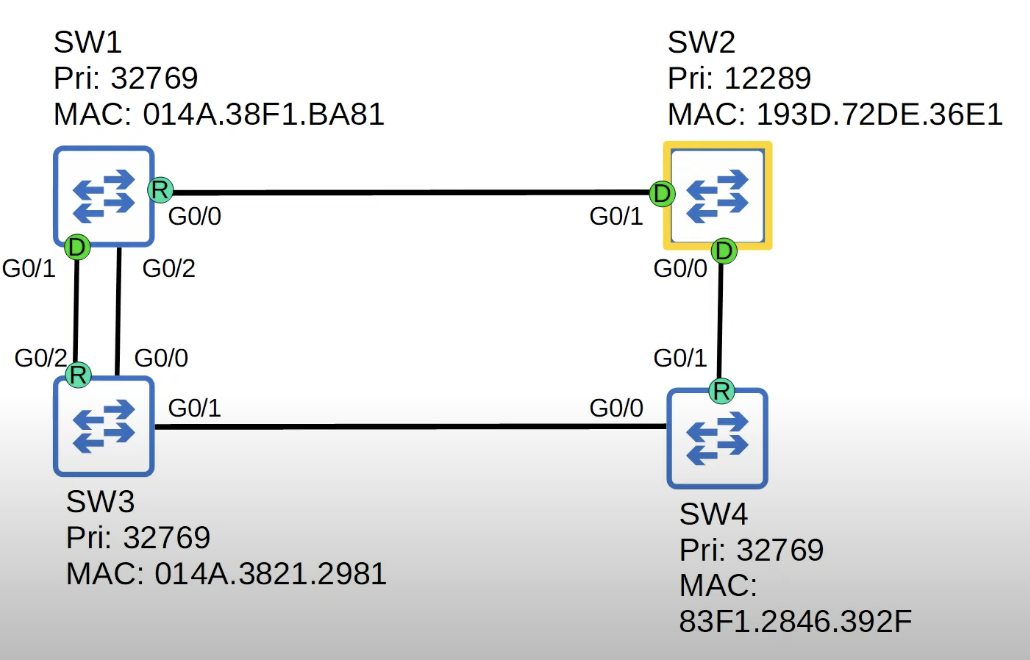 SW1
Pri: 32769
MAC: 014A.38F1.BA81
SW2
Pri: 12289
MAC: 193D.72DE.36E1
R
G0/0
G0/1
D
D
G0/1
G0/2
D
G0/0
G0/2
R
G0/0
G0/1
R
G0/1
G0/0
SW3
Pri: 32769
MAC: 014A.3821.2981
SW4
Pri: 32769
MAC:
83F1.2846.392F